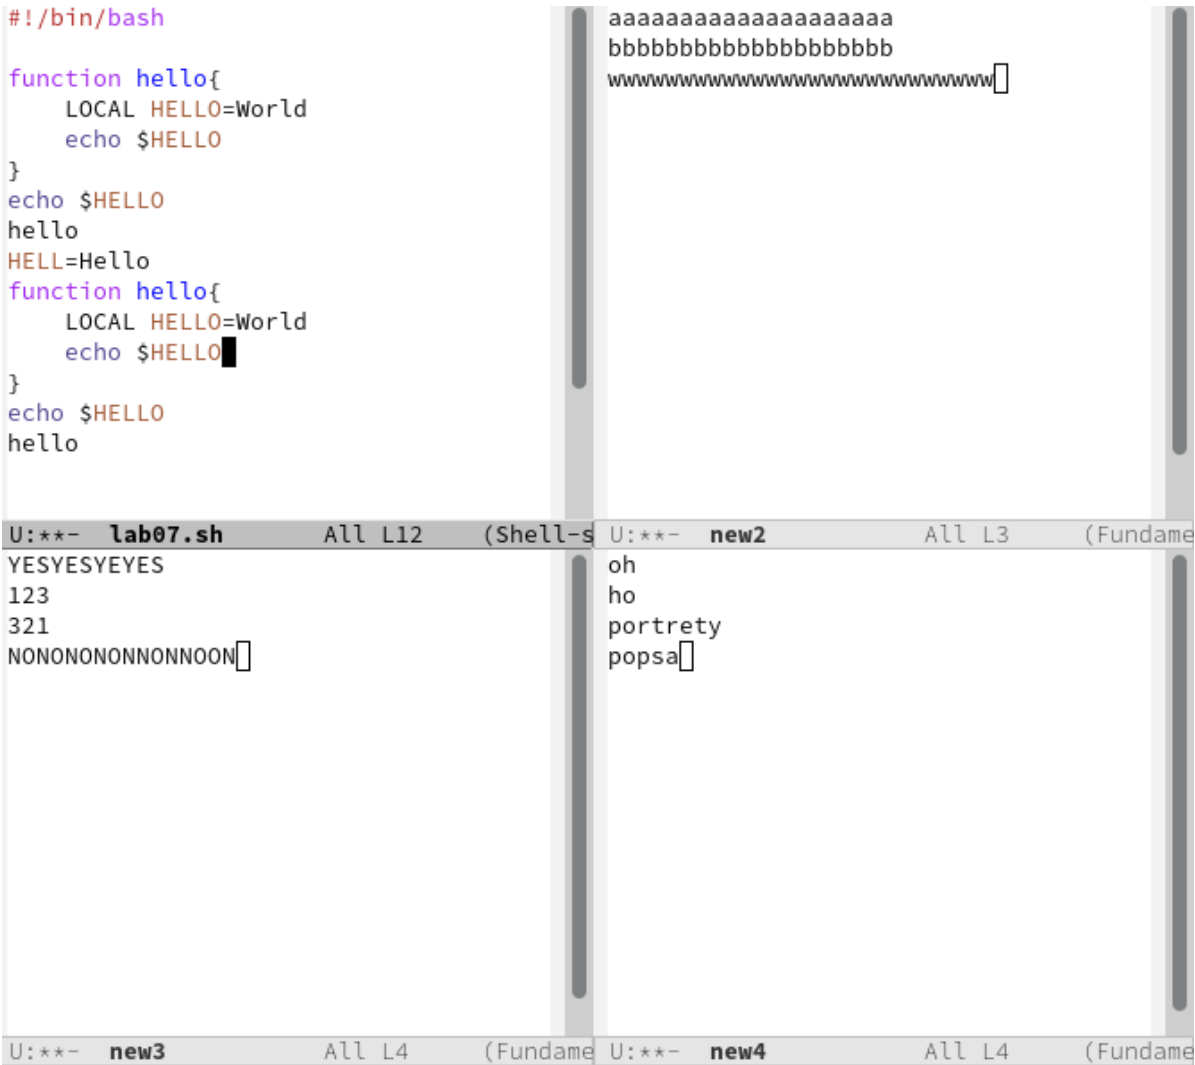 #!/bin/bash
function hello{
    LOCAL HELLO=World
    echo $HELLO
}
echo $HELLO
hello
HELL=Hello
function hello{
    LOCAL HELLO=World
    echo $HELLO
}
echo $HELLO
hello
U:**-  lab07.sh       All L12    (Shell-s
aaaaaaaaaaaaaaaaaaaa
bbbbbbbbbbbbbbbbbbbb
wwwwwwwwwwwwwwwwwwwwwwwwwww
U:**-  new2           All L3     (Fundame
YESYESYEYES
123
321
NONONONONNONNOON
U:**-  new3           All L4     (Fundame
oh
ho
portrety
popsa
U:**-  new4           All L4     (Fundame